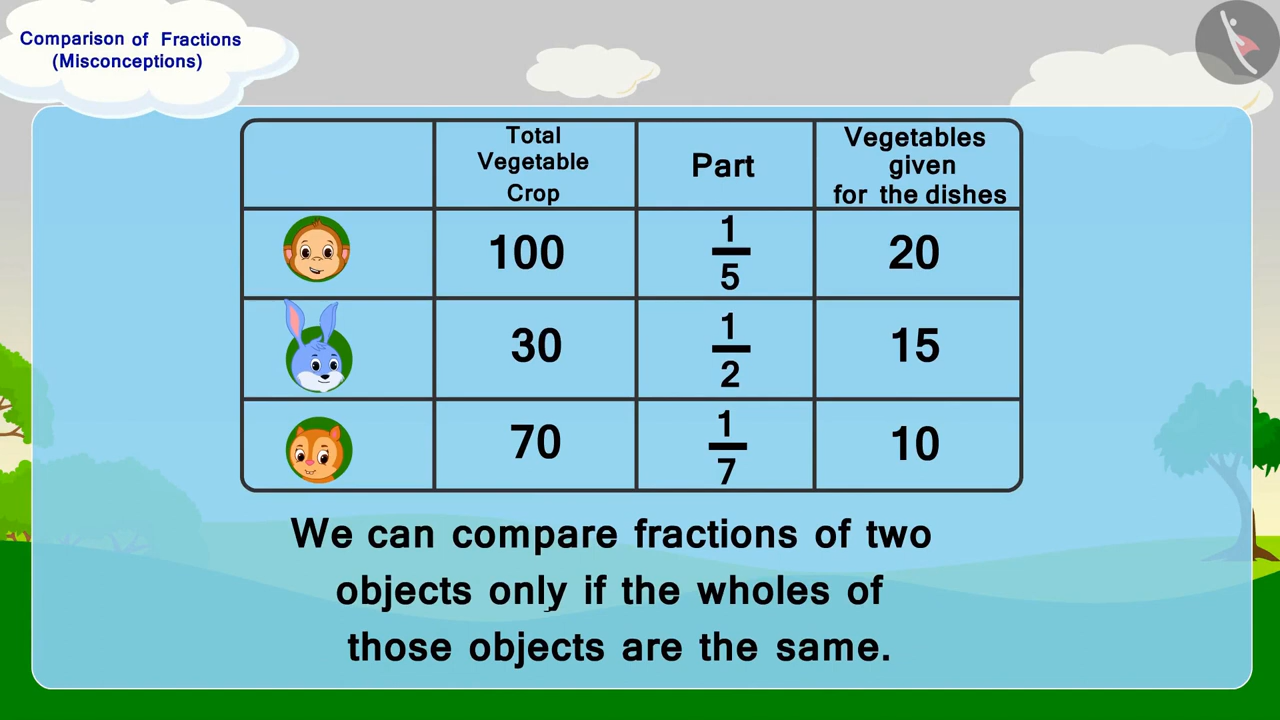 Comparison of Fractions
(Misconceptions)
Total
Vegetable
Crop
Part
Vegetables
given
for the dishes
100
1
5
20
30
1
2
15
70
1
7
10
We can compare fractions of two
objects only if the wholes of
those objects are the same.